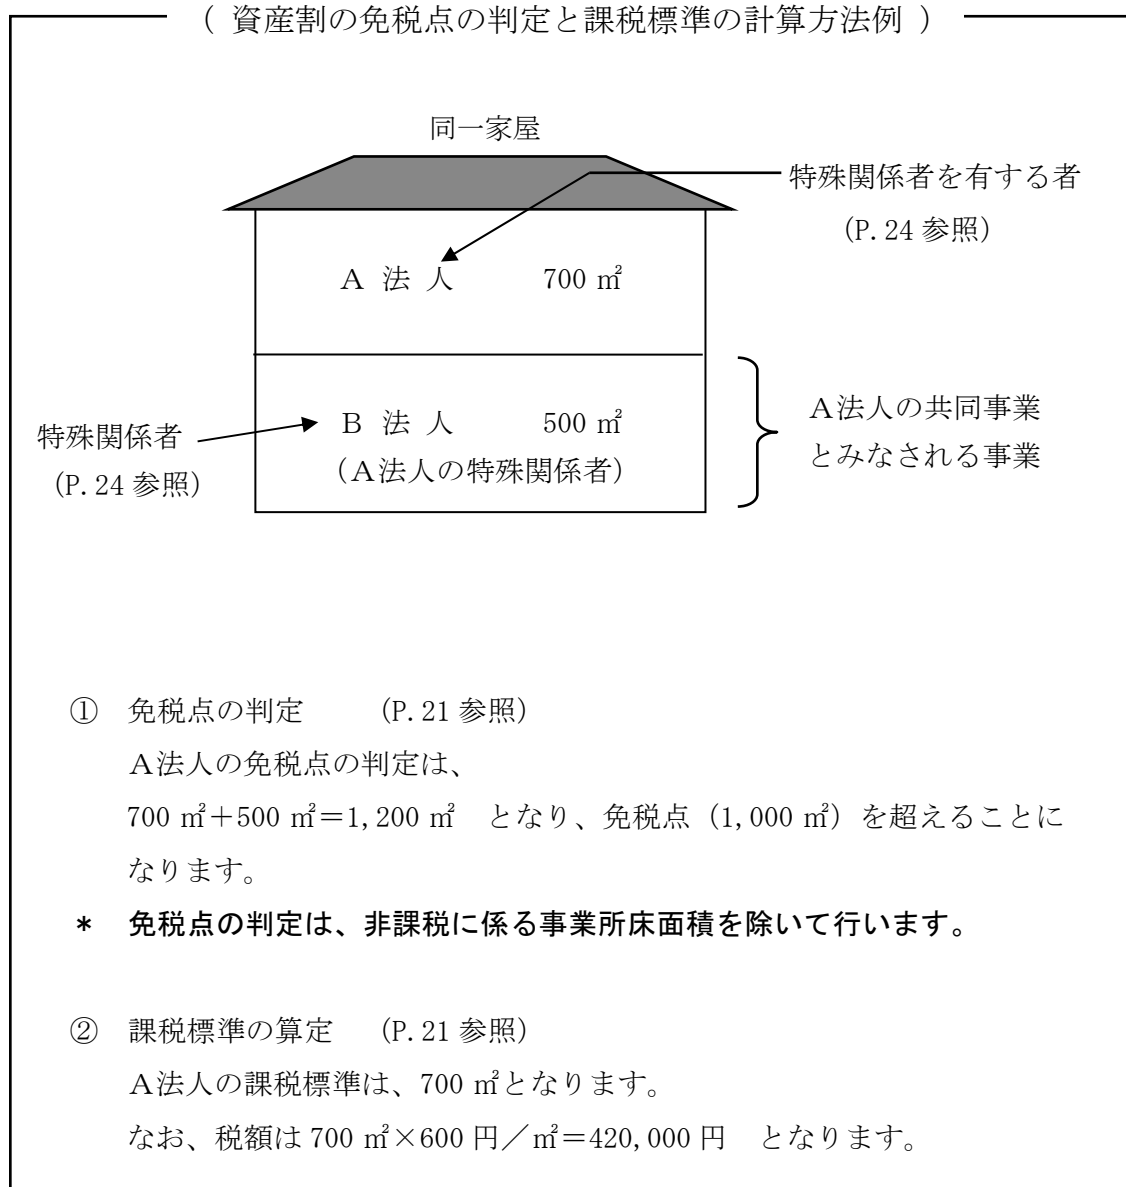 （ 資産割の免税点の判定と課税標準の計算方法例 ）
同一家屋
特殊関係者を有する者
（P.24 参照）
Ａ 法 人　　700 ㎡
Ｂ 法 人　　500 ㎡
（Ａ法人の特殊関係者）
特殊関係者
（P.24 参照）
Ａ法人の共同事業
とみなされる事業
①　免税点の判定　　（P.21 参照）
Ａ法人の免税点の判定は、
700 ㎡＋500 ㎡＝1,200 ㎡　となり、免税点（1,000 ㎡）を超えることに
なります。
*　免税点の判定は、非課税に係る事業所床面積を除いて行います。
②　課税標準の算定　（P.21 参照）
Ａ法人の課税標準は、700 ㎡となります。
なお、税額は 700 ㎡×600 円／㎡＝420,000 円　となります。